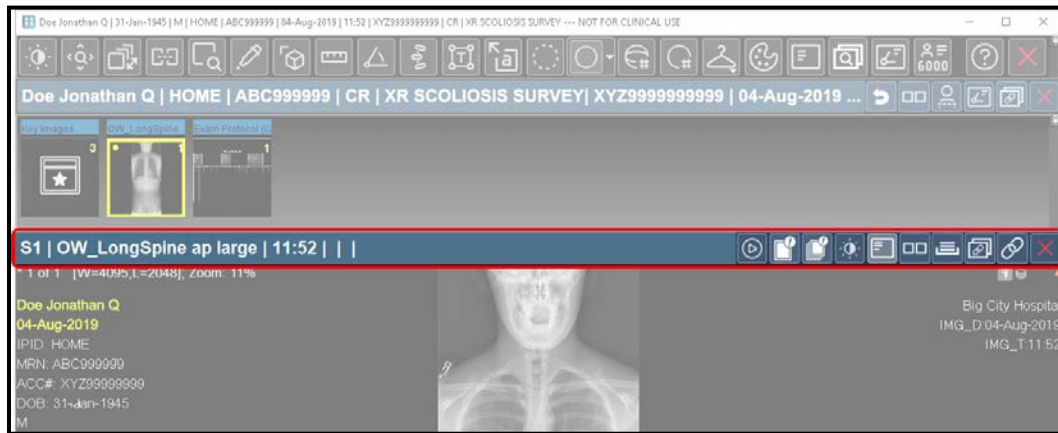 Doe Jonathan Q | 31-Jan-1945 | M | HOME | ABC999999 | 04-Aug-2019 | 11:52 | XYZ9999999999 | CR | XR SCOLIOSIS SURVEY --- NOT FOR CLINICAL USE
T
a
#
#
6000
?
Doe Jonathan Q | HOME | ABC999999 | CR | XR SCOLIOSIS SURVEY| XYZ9999999999 | 04-Aug-2019 ...
Key Images
OW_LongSpine
Exam Protocol (C
3
1
1
S1 | OW_LongSpine ap large | 11:52 | | |
* 1 of 1 [W=4095,L=2048], Zoom: 11%
1
Doe Jonathan Q
Big City Hospital
04-Aug-2019
IMG_D:04-Aug-2019
IPID: HOME
IMG_T:11:52
MRN: ABC999999
ACC#: XYZ99999999
DOB: 31-Jan-1945
M